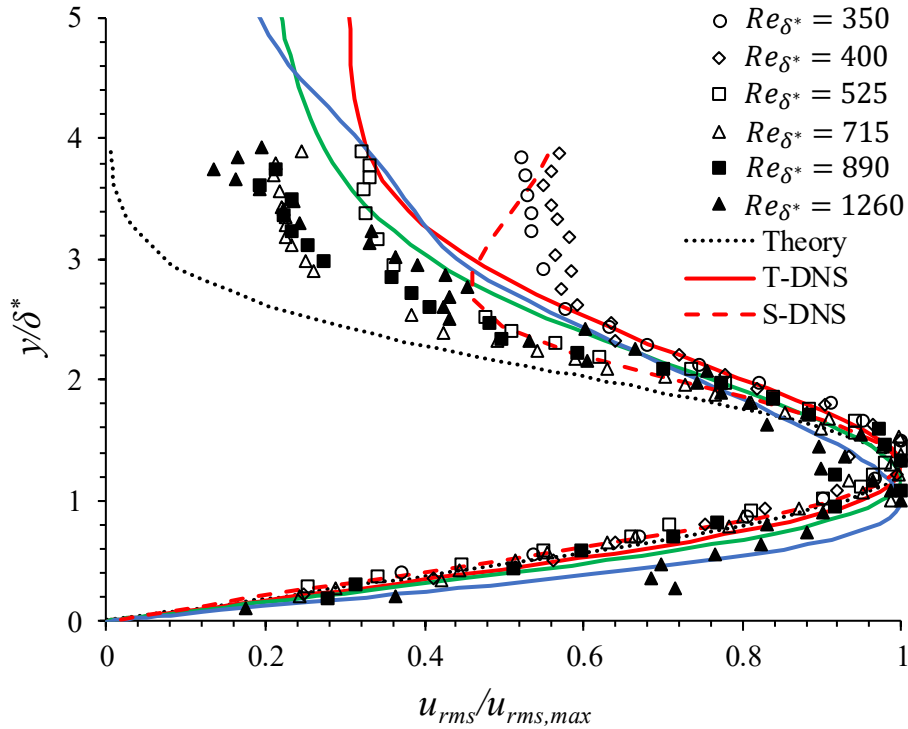 5
4
3
2
1
0
y/δ*
0.2
0.4
0.6
0.8
1
u_rms/u_rms,max
Re_δ* = 350
Re_δ* = 400
Re_δ* = 525
Re_δ* = 715
Re_δ* = 890
Re_δ* = 1260
Theory
T-DNS
S-DNS